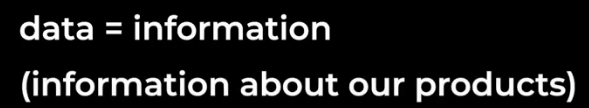 data = information
(information about our products)